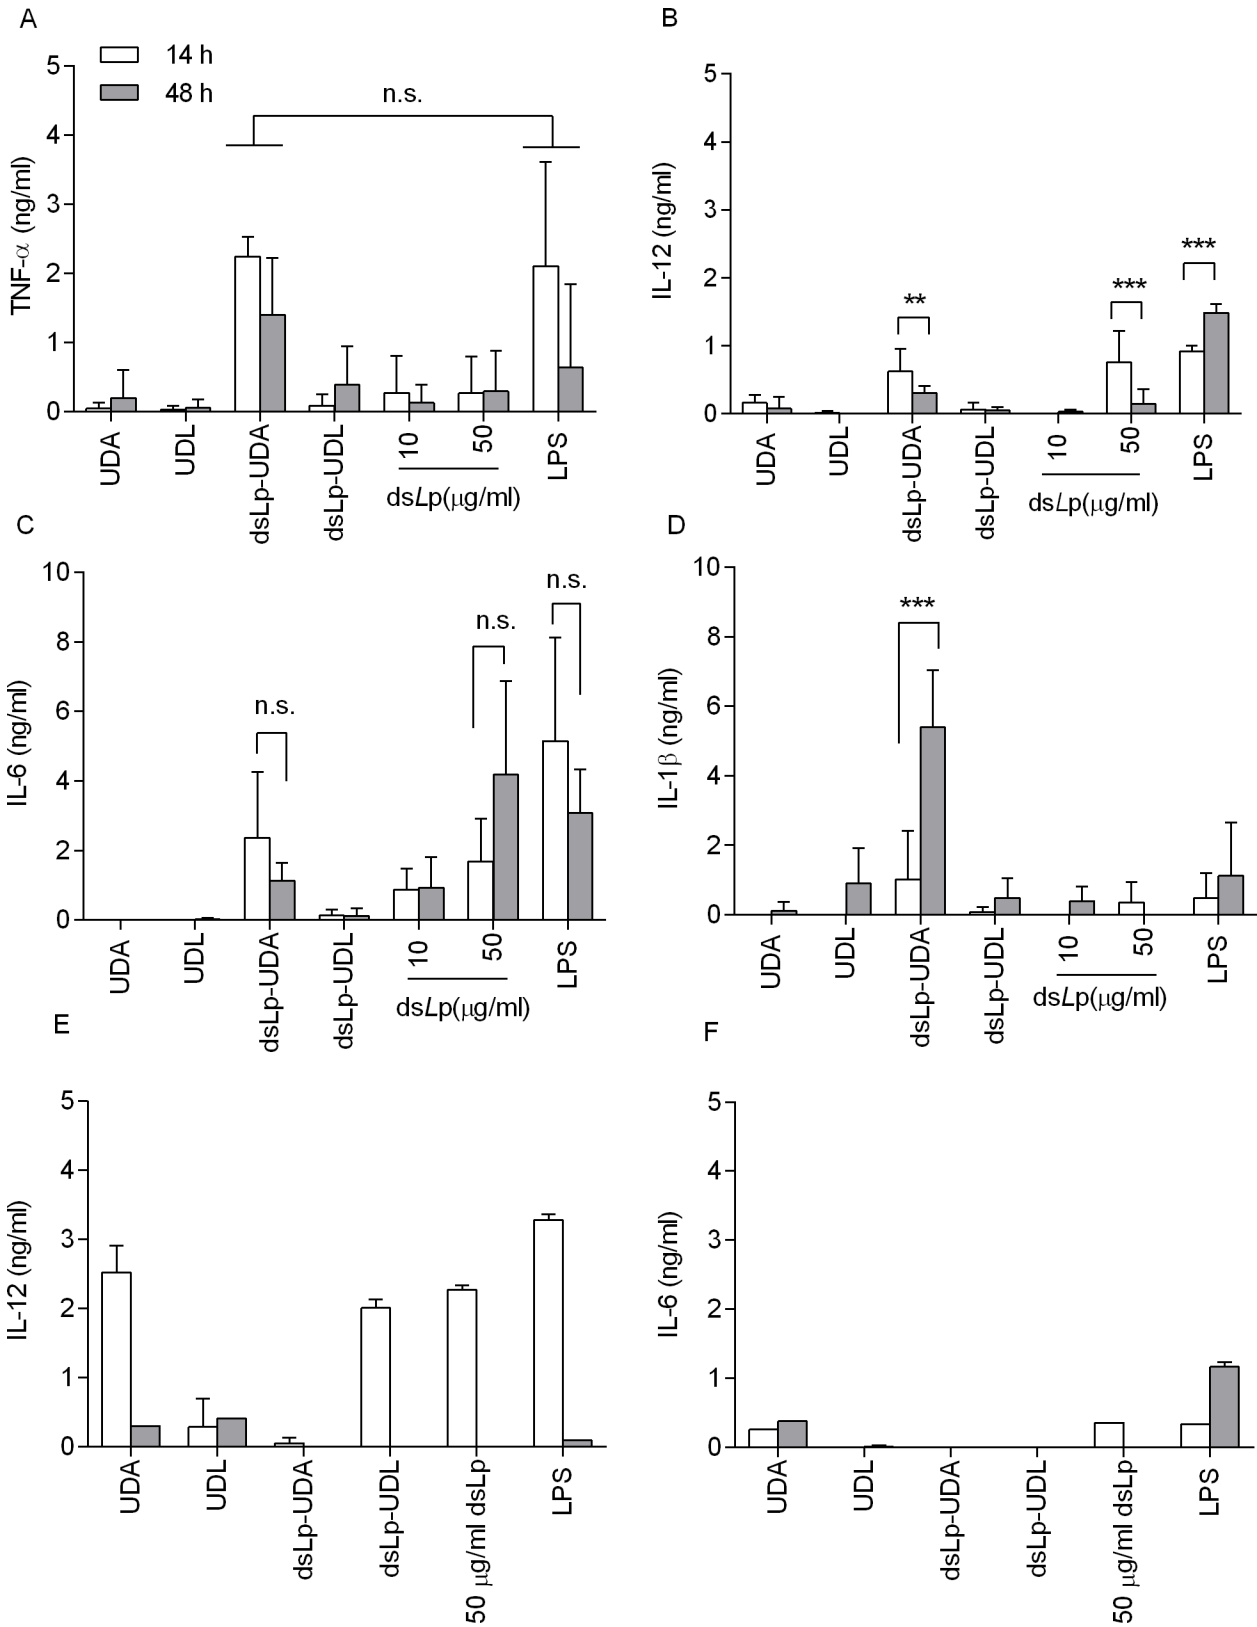 A
14 h
48 h
n.s.
TNF-α (ng/ml)
5
4
3
2
1
0
UDA
UDL
dsLp-UDA
dsLp-UDL
10
50
LPS
dsLp(μg/ml)
B
IL-12 (ng/ml)
5
4
3
2
1
0
**
***
***
UDA
UDL
dsLp-UDA
dsLp-UDL
10
50
LPS
dsLp(μg/ml)
C
IL-6 (ng/ml)
10
8
6
4
2
0
n.s.
n.s.
n.s.
UDA
UDL
dsLp-UDA
dsLp-UDL
10
50
LPS
dsLp(μg/ml)
D
IL-1β (ng/ml)
10
8
6
4
2
0
***
UDA
UDL
dsLp-UDA
dsLp-UDL
10
50
LPS
dsLp(μg/ml)
E
IL-12 (ng/ml)
5
4
3
2
1
0
UDA
UDL
dsLp-UDA
dsLp-UDL
50 μg/ml dsLp
LPS
F
IL-6 (ng/ml)
5
4
3
2
1
0
UDA
UDL
dsLp-UDA
dsLp-UDL
50 μg/ml dsLp
LPS